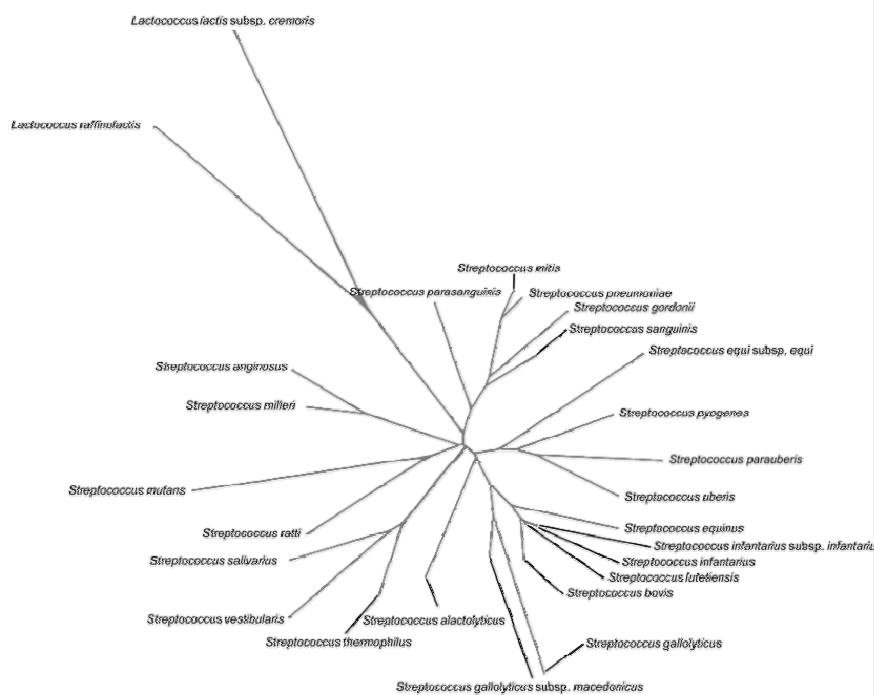 Lactococcus lactis subsp. cremoris
Lactococcus raffinolactis
Streptococcus mitis
Streptococcus parasanguinis
Streptococcus pneumoniae
Streptococcus gordonii
Streptococcus sanguinis
Streptococcus equi subsp. equi
Streptococcus anginosus
Streptococcus milleri
Streptococcus pyogenes
Streptococcus parauberis
Streptococcus mutans
Streptococcus uberis
Streptococcus ratti
Streptococcus equinus
Streptococcus infantarius subsp. infantariu
Streptococcus salivarius
Streptococcus infantarius
Streptococcus lutetiensis
Streptococcus bovis
Streptococcus vestibularis
Streptococcus alactolyticus
Streptococcus thermophilus
Streptococcus gallolyticus
Streptococcus gallolyticus subsp. macedonicus